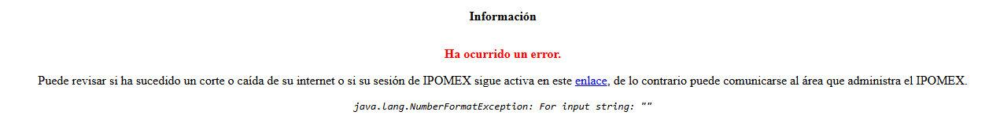 Información
Ha ocurrido un error.
Puede revisar si ha sucedido un corte o caída de su internet o si su sesión de IPOMEX sigue activa en este enlace, de lo contrario puede comunicarse al área que administra el IPOMEX.
java.lang.NumberFormatException: For input string: ""